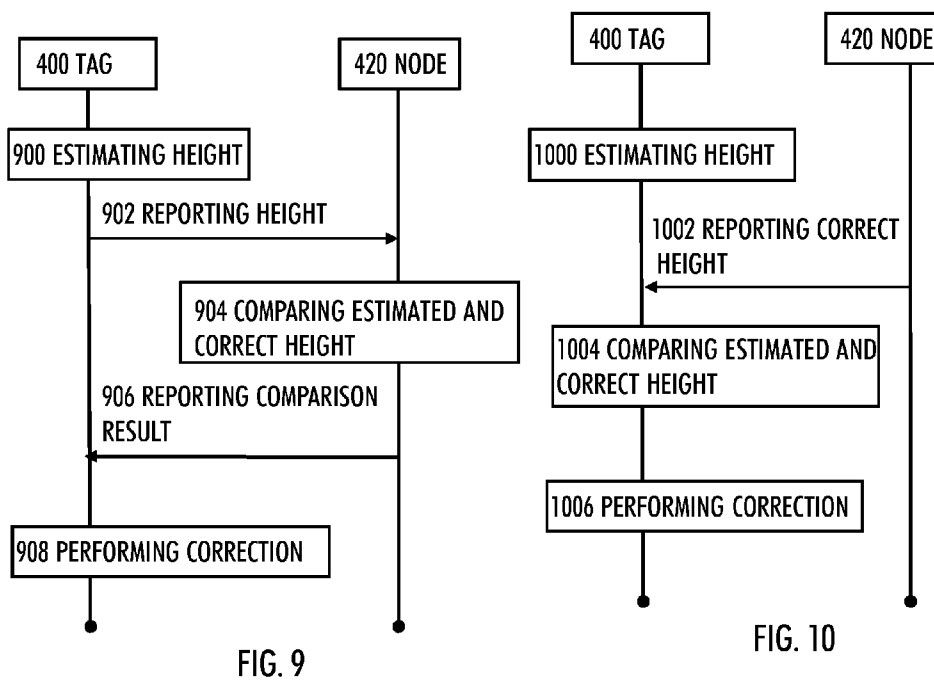 400 TAG
420 NODE
900 ESTIMATING HEIGHT
902 REPORTING HEIGHT
904 COMPARING ESTIMATED AND
CORRECT HEIGHT
906 REPORTING COMPARISON
RESULT
908 PERFORMING CORRECTION
FIG. 9
400 TAG
420 NODE
1000 ESTIMATING HEIGHT
1002 REPORTING CORRECT
HEIGHT
1004 COMPARING ESTIMATED AND
CORRECT HEIGHT
1006 PERFORMING CORRECTION
FIG. 10